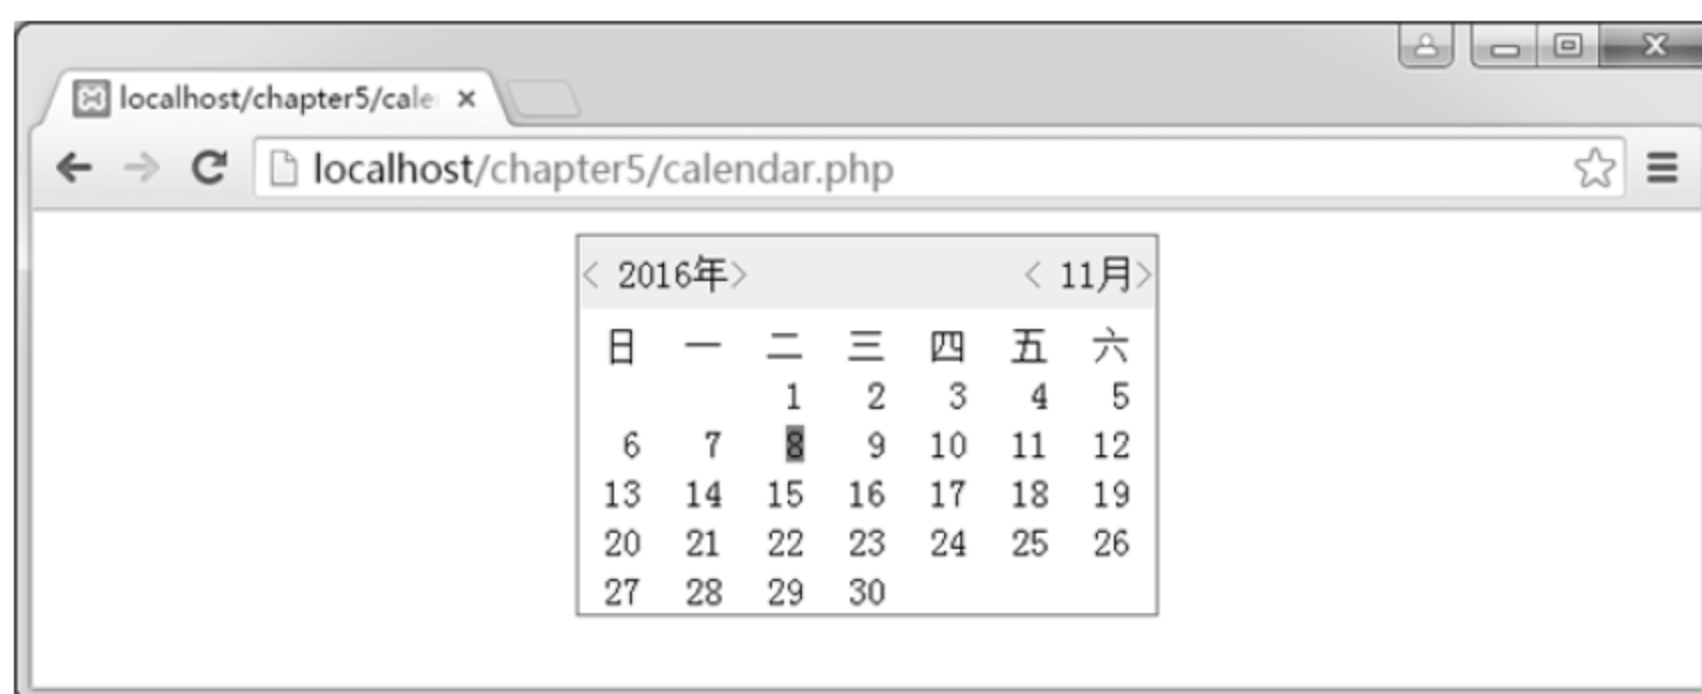 localhost/chapter5/cale
localhost/chapter5/calendar.php
< 2016年> < 11月>
日 一 二 三 四 五 六
1 2 3 4 5
6 7 8 9 10 11 12
13 14 15 16 17 18 19
20 21 22 23 24 25 26
27 28 29 30